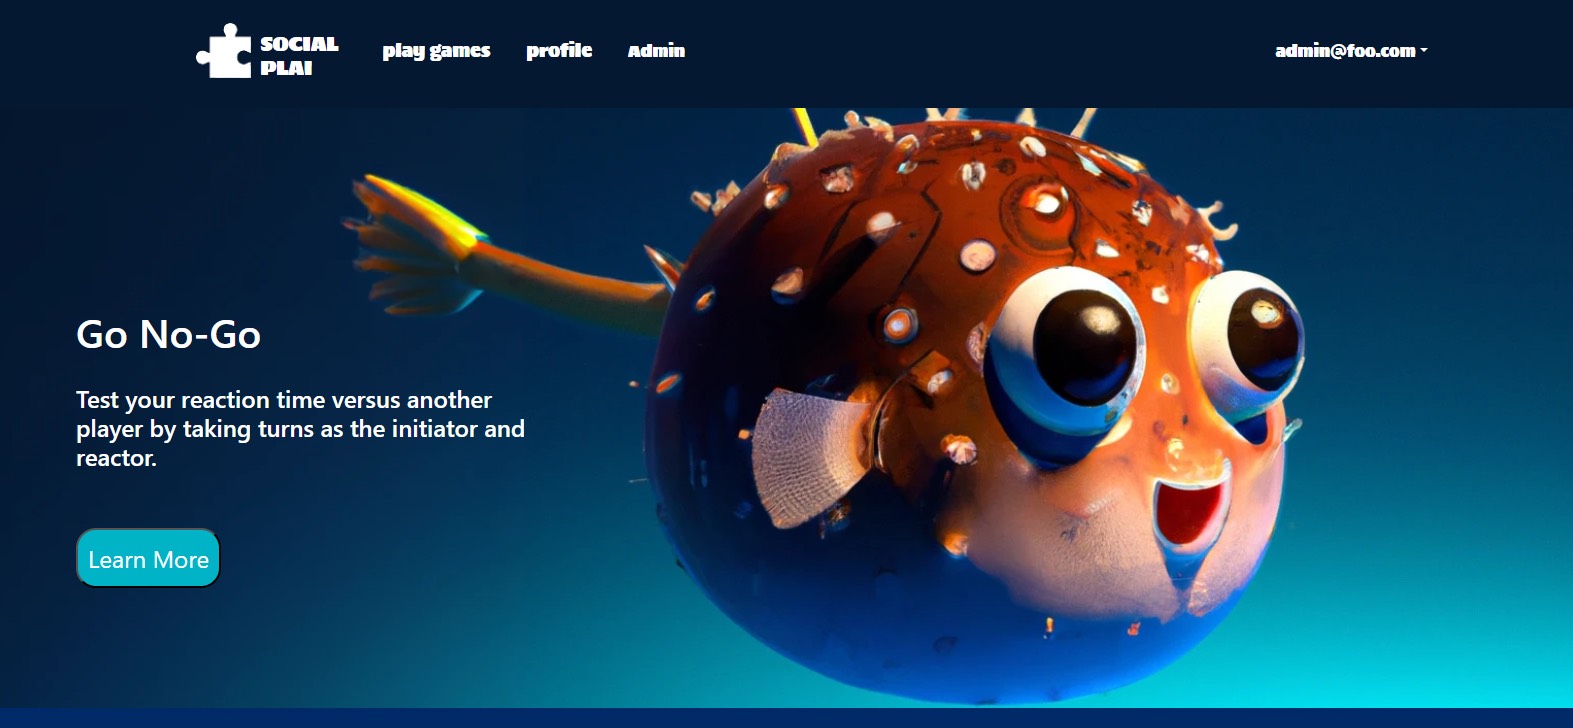 SOCIAL
PLAI
play games
profile
Admin
admin@foo.com
Go No-Go
Test your reaction time versus another
player by taking turns as the initiator and
reactor.
Learn More